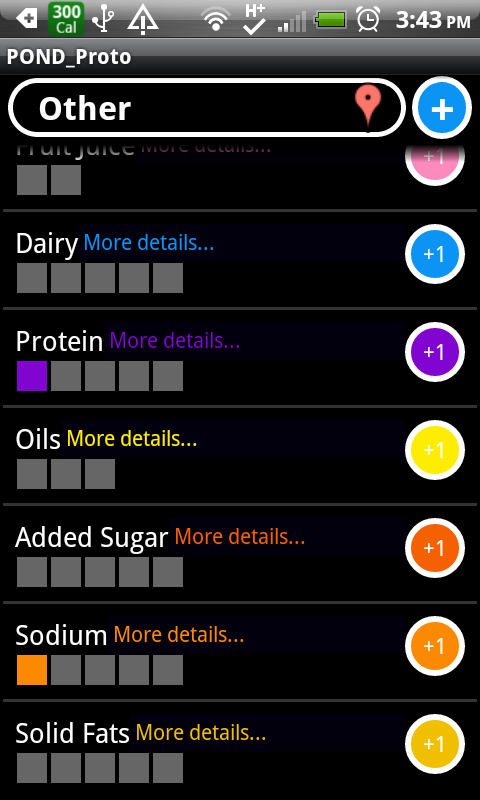 300
Cal
H+
3:43 PM
POND_Proto
Other
+
Fruit Juice More details...
+1
Dairy More details...
+1
Protein More details...
+1
Oils More details...
+1
Added Sugar More details...
+1
Sodium More details...
+1
Solid Fats More details...
+1